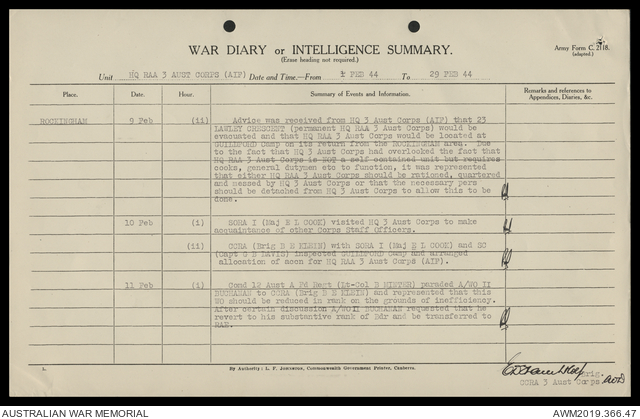 WAR DIARY or INTELLIGENCE SUMMARY.
(Erase heading not required.)
Army Form C. 2118.
(adapted.)
Unit HQ RAA 3 AUST CORPS (AIF) Date and Time.—From 1 FEB 44 To 29 FEB 44
Place. Date. Hour. Summary of Events and Information. Remarks and references to Appendices, Diaries, &c.
ROCKINGHAM 9 Feb (ii) Advice was received from HQ 3 Aust Corps (AIF) that 23
LAWLEY CRESCENT (permanent HQ RAA 3 Aust Corps) would be
evacuated and that HQ RAA 3 Aust Corps would be located at
GUILDFORD Camp on its return from the ROCKINGHAM area. Due
to the fact that HQ 3 Aust Corps had overlooked the fact that
HQ RAA 3 Aust Corps is NOT a self contained unit but requires
cooks, general dutymen etc to function, it was represented
that either HQ RAA 3 Aust Corps should be rationed, quartered
and messed by HQ 3 Aust Corps or that the necessary pers
should be detached from HQ 3 Aust Corps to allow this to be
done.
10 Feb (i) SORA I (Maj E L COOK) visited HQ 3 Aust Corps to make
acquaintance of other Corps Staff Officers.
(ii) CCRA (Brig B E KLEIN) with SORA I (Maj E L COOK) and SC
(Capt G B DAVIS) inspected GUILDFORD Camp and arranged
allocation of accn for HQ RAA 3 Aust Corps (AIF).
11 Feb (i) Comd 12 Aust A Fd Regt (Lt-Col B HINTER) paraded A/WO II
BUCHANAN to CCRA (Brig B E KLEIN) and represented that this
WO should be reduced in rank on the grounds of inefficiency.
After certain discussion A/WOII BUCHANAN requested that he
revert to his substantive rank of Bdr and be transferred to
HAE.
Brig.
CCRA 3 Aust Corps
By Authority: L. F. Johnston, Commonwealth Government Printer, Canberra.
AUSTRALIAN WAR MEMORIAL
AWM2019.366.47